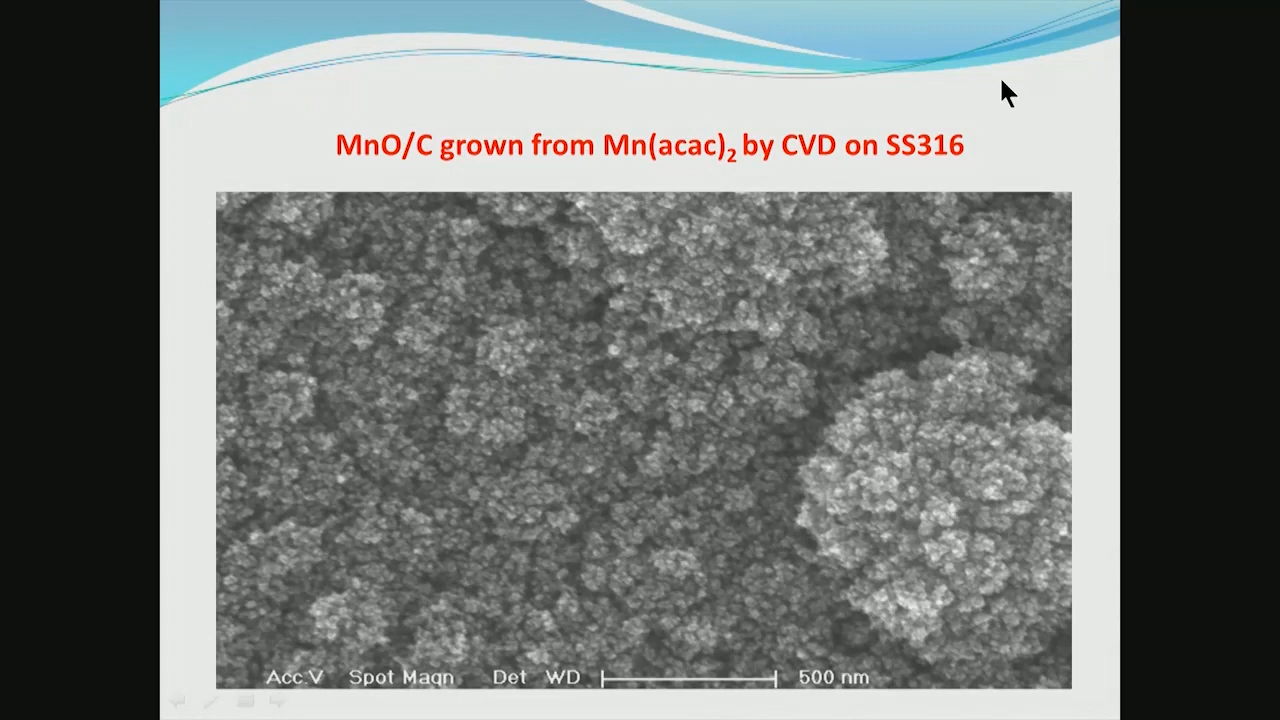 MnO/C grown from Mn(acac)₂ by CVD on SS316
Acc.V Spot Magn Det WD 500 nm